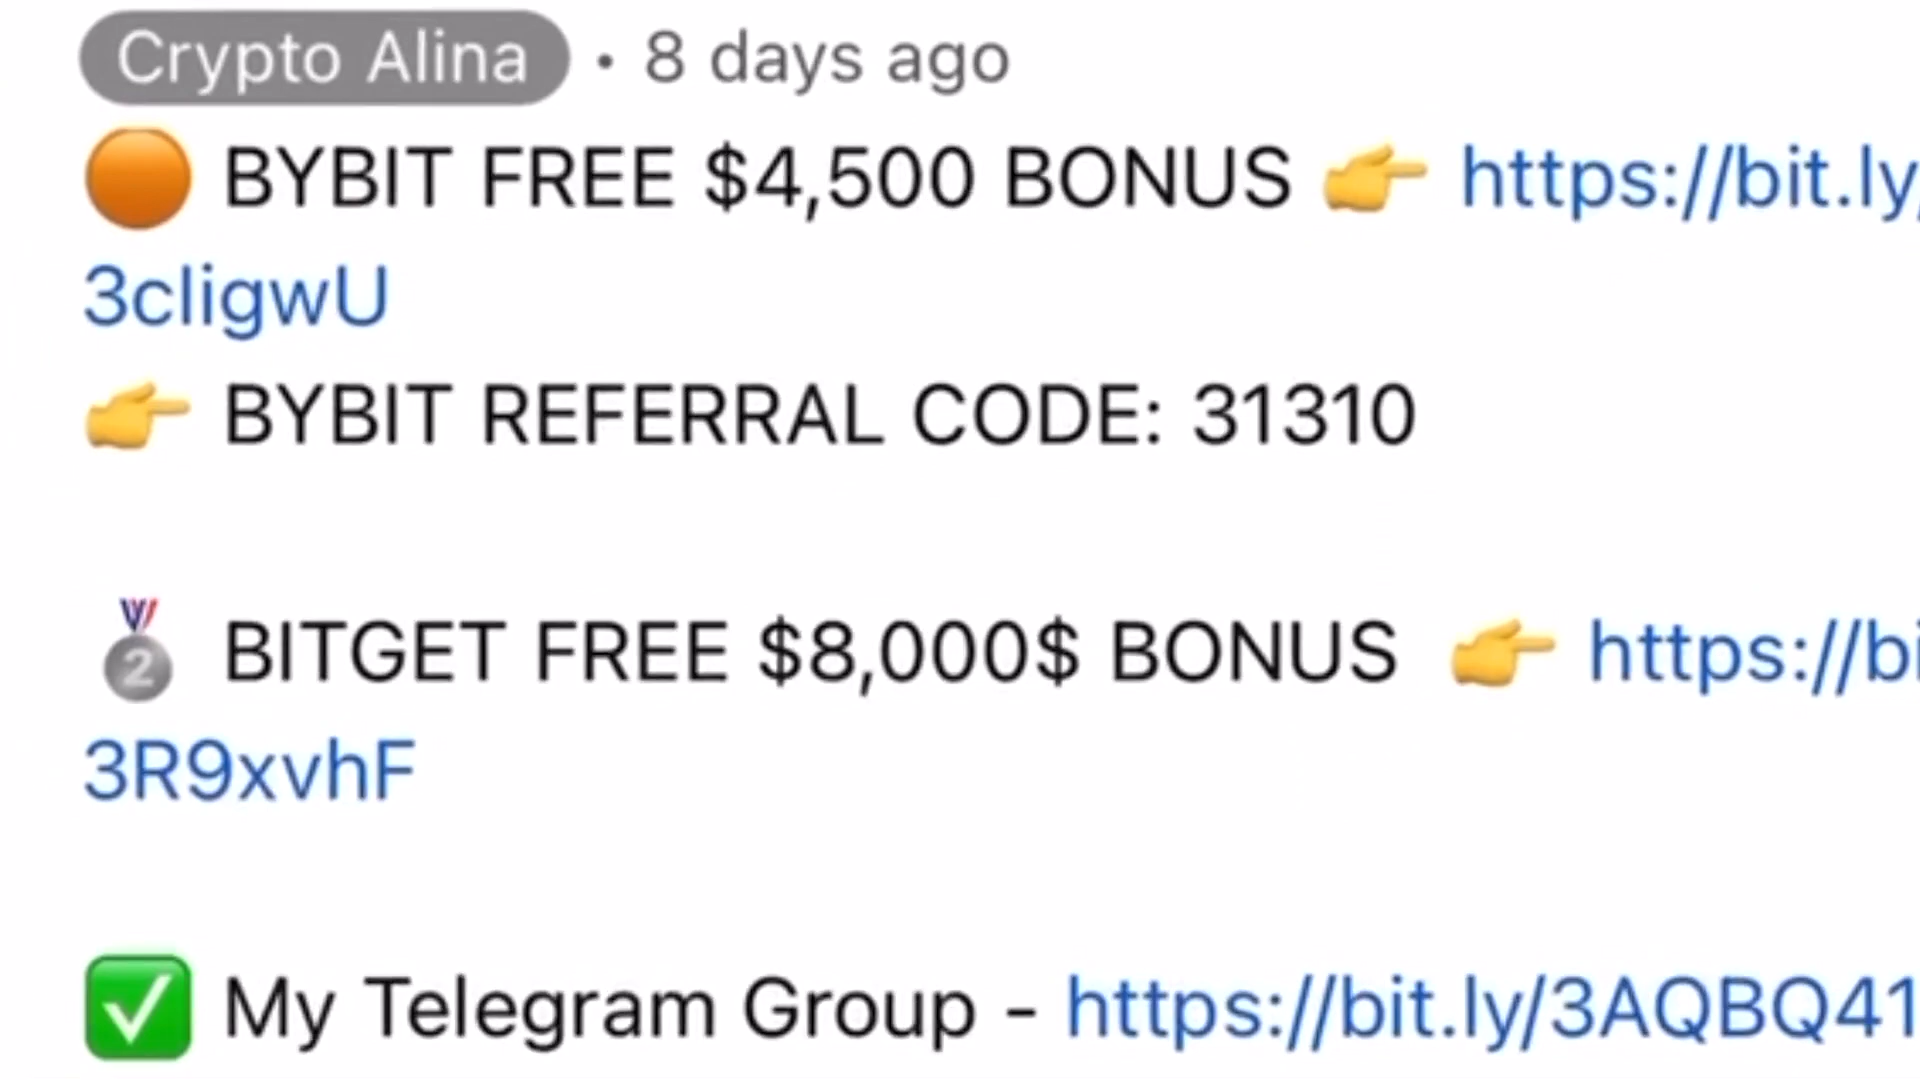 Crypto Alina • 8 days ago
BYBIT FREE $4,500 BONUS 👉 https://bit.ly/
3cIigwU
👉 BYBIT REFERRAL CODE: 31310
BITGET FREE $8,000$ BONUS 👉 https://bi
3R9xvhF
✅ My Telegram Group - https://bit.ly/3AQBQ41